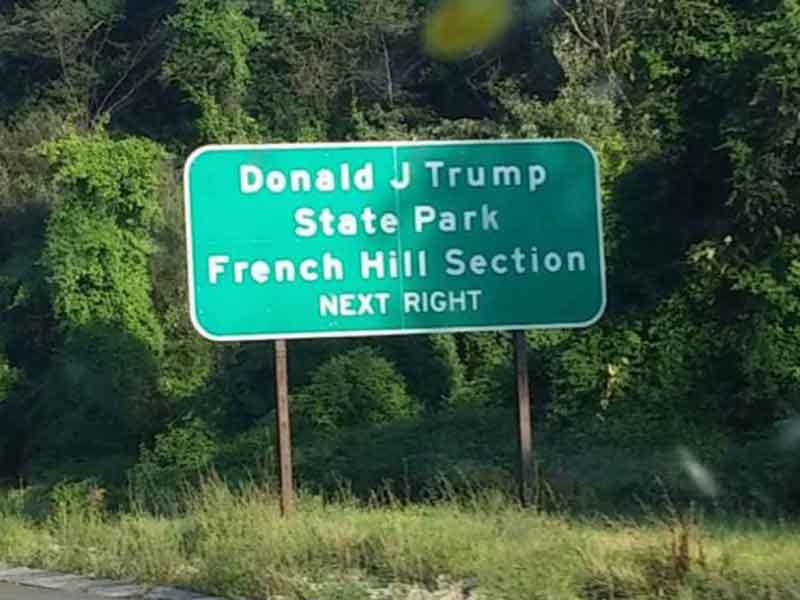 Donald J Trump
State Park
French Hill Section
NEXT RIGHT